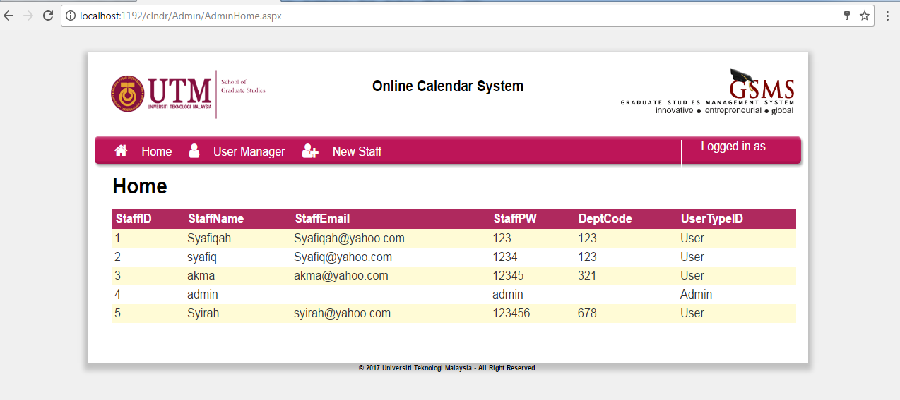 localhost:1197/clndr/Admin/AdminHome.aspx
UTM
UNIVERSITI TEKNOLOGI MALAYSIA
School of
Graduate Studies
Online Calendar System
GSMS
GRADUATE STUDIES MANAGEMENT SYSTEM
innovative ● entrepreneurial ● global
Home User Manager New Staff Logged in as
Home
StaffID StaffName StaffEmail StaffPW DeptCode UserTypeID
1 Syafiqah Syafiqah@yahoo.com 123 123 User
2 syafiq Syafiq@yahoo.com 1234 123 User
3 akma akma@yahoo.com 12345 321 User
4 admin admin Admin
5 Syirah syirah@yahoo.com 123456 678 User
© 2017 Universiti Teknologi Malaysia - All Right Reserved